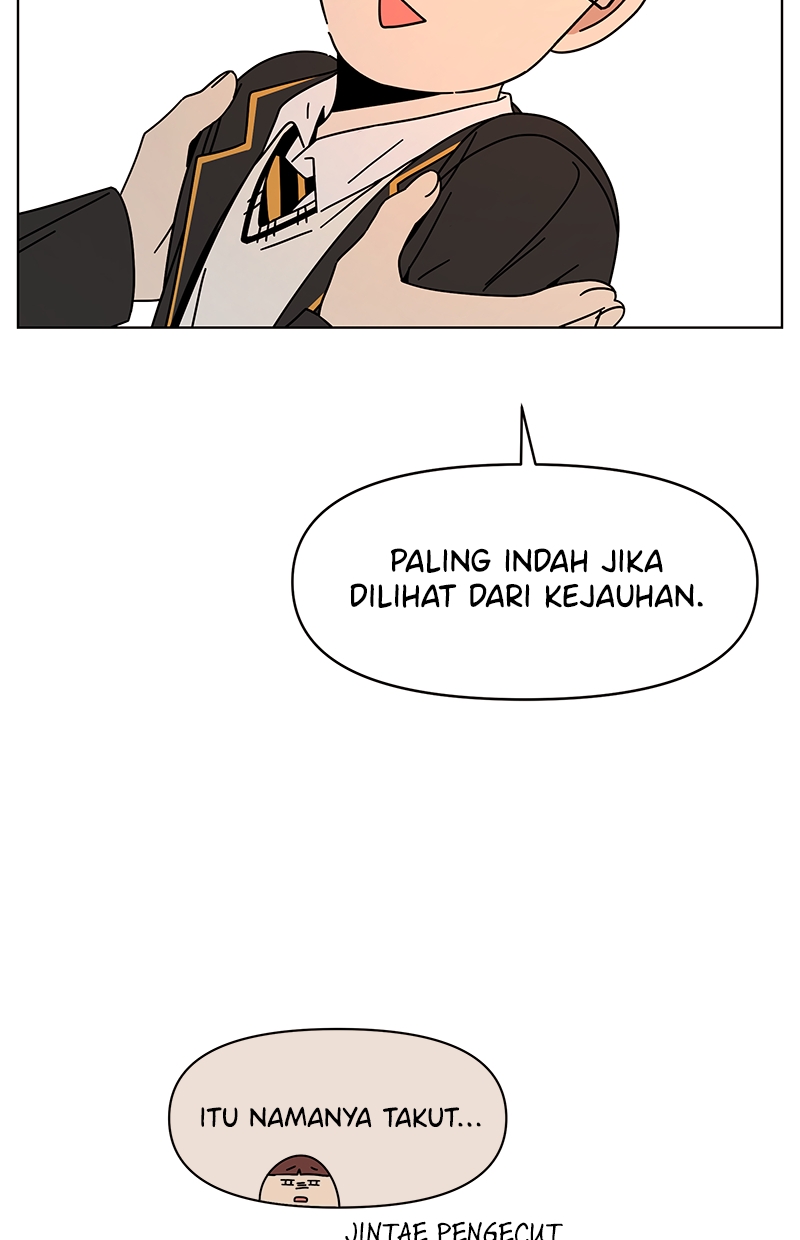 PALING INDAH JIKA
DILIHAT DARI KEJAUHAN.
ITU NAMANYA TAKUT...
JINTAE PENGECUT